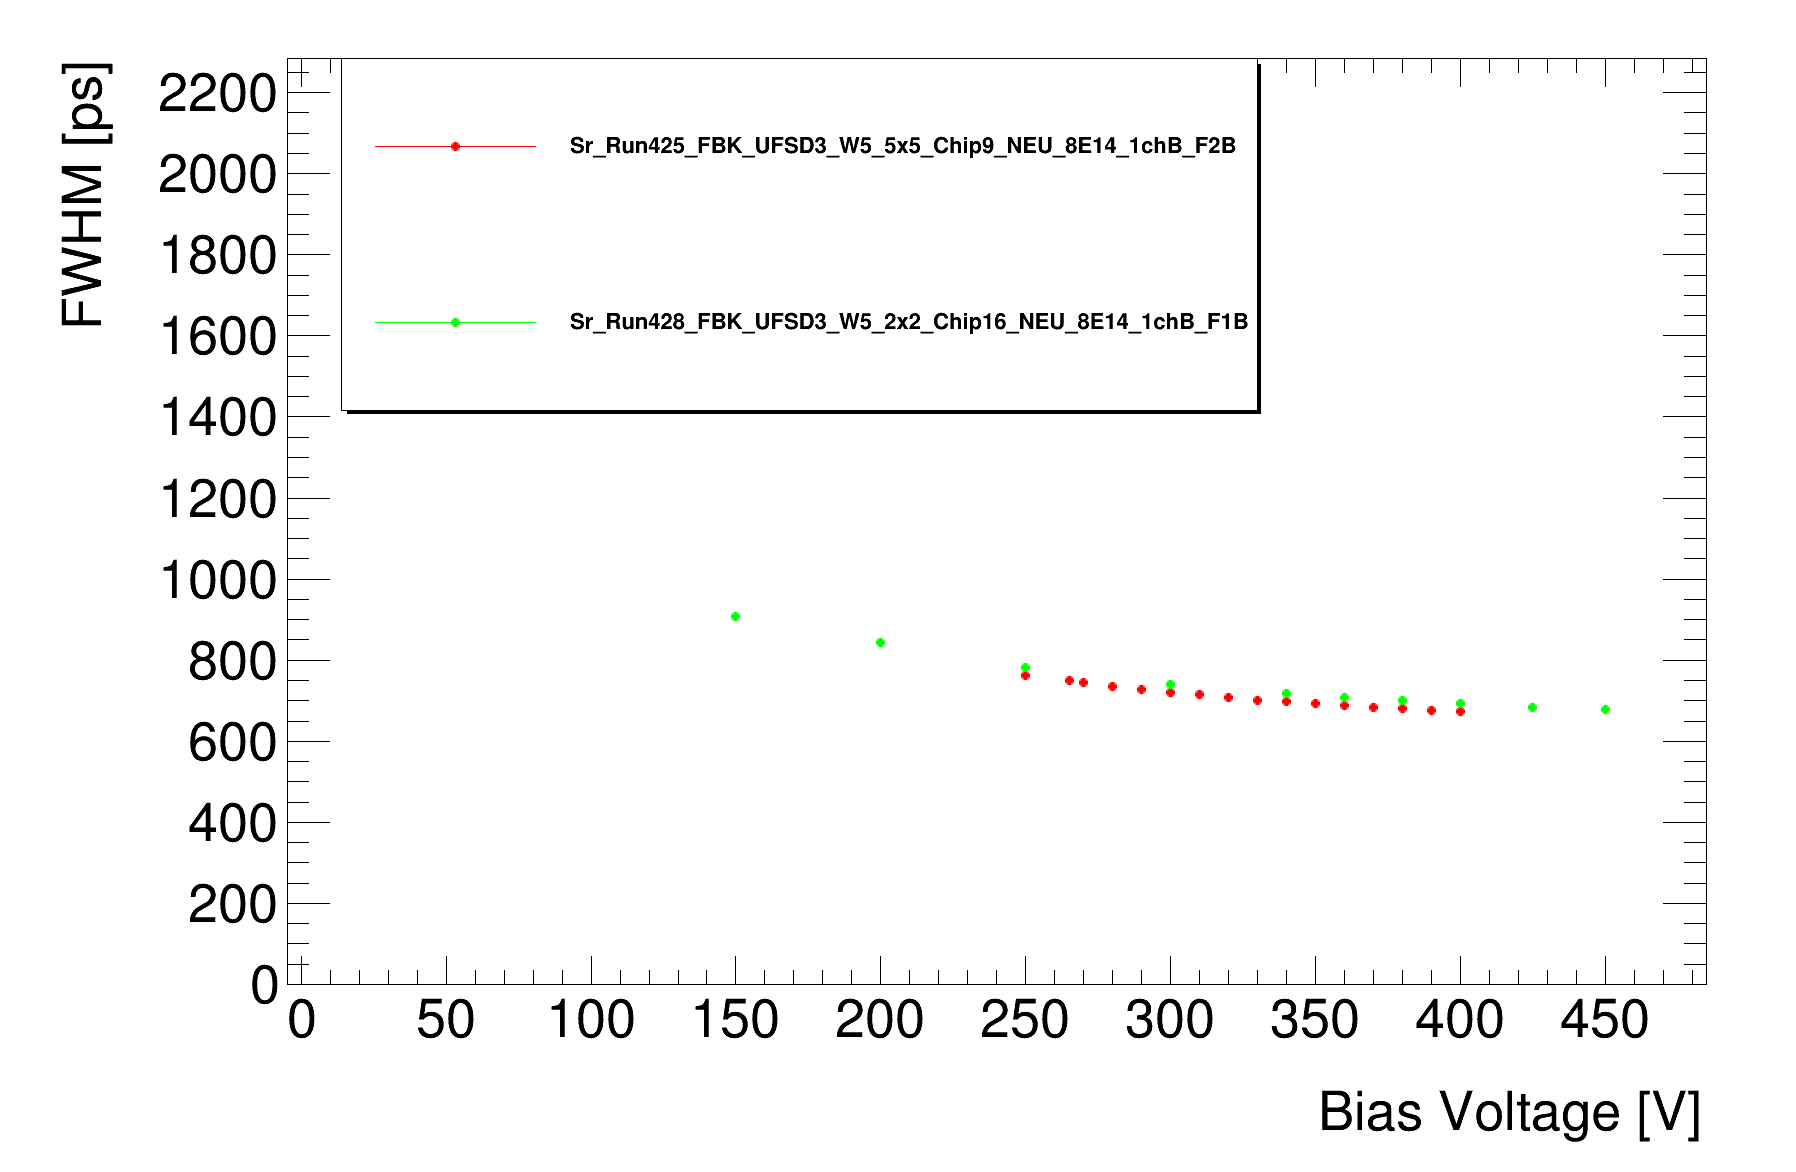 FWHM [ps]
2200
2000
1800
1600
1400
1200
1000
800
600
400
200
0
Sr_Run425_FBK_UFSD3_W5_5x5_Chip9_NEU_8E14_1chB_F2B
Sr_Run428_FBK_UFSD3_W5_2x2_Chip16_NEU_8E14_1chB_F1B
0 50 100 150 200 250 300 350 400 450
Bias Voltage [V]